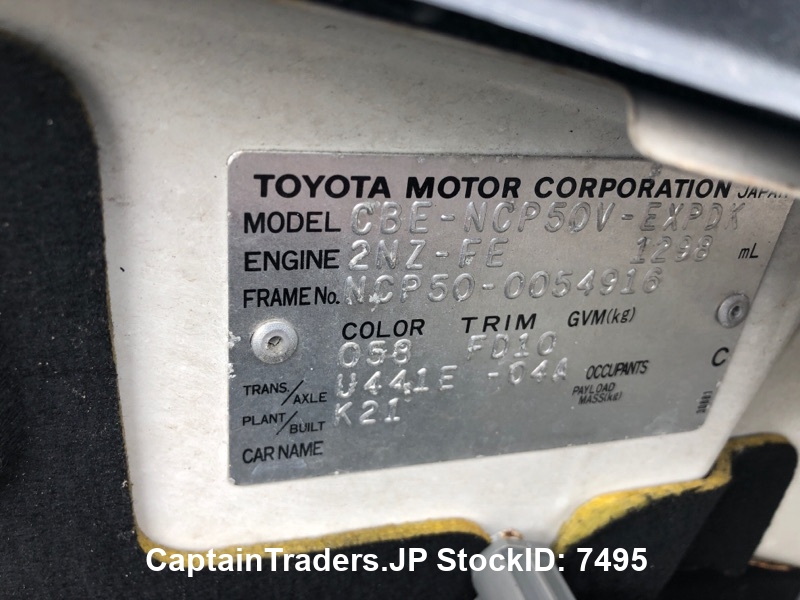 TOYOTA MOTOR CORPORATION JAPAN
MODEL CBE-NCP50V-EXPDK
ENGINE 2NZ-FE 1298 mL
FRAME No. NCP50-0054916
COLOR TRIM GVM(kg)
058 FD10 C
TRANS./AXLE U441E -04A OCCUPANTS
PAYLOAD MASS(kg)
PLANT/BUILT K21
CAR NAME
CaptainTraders.JP StockID: 7495